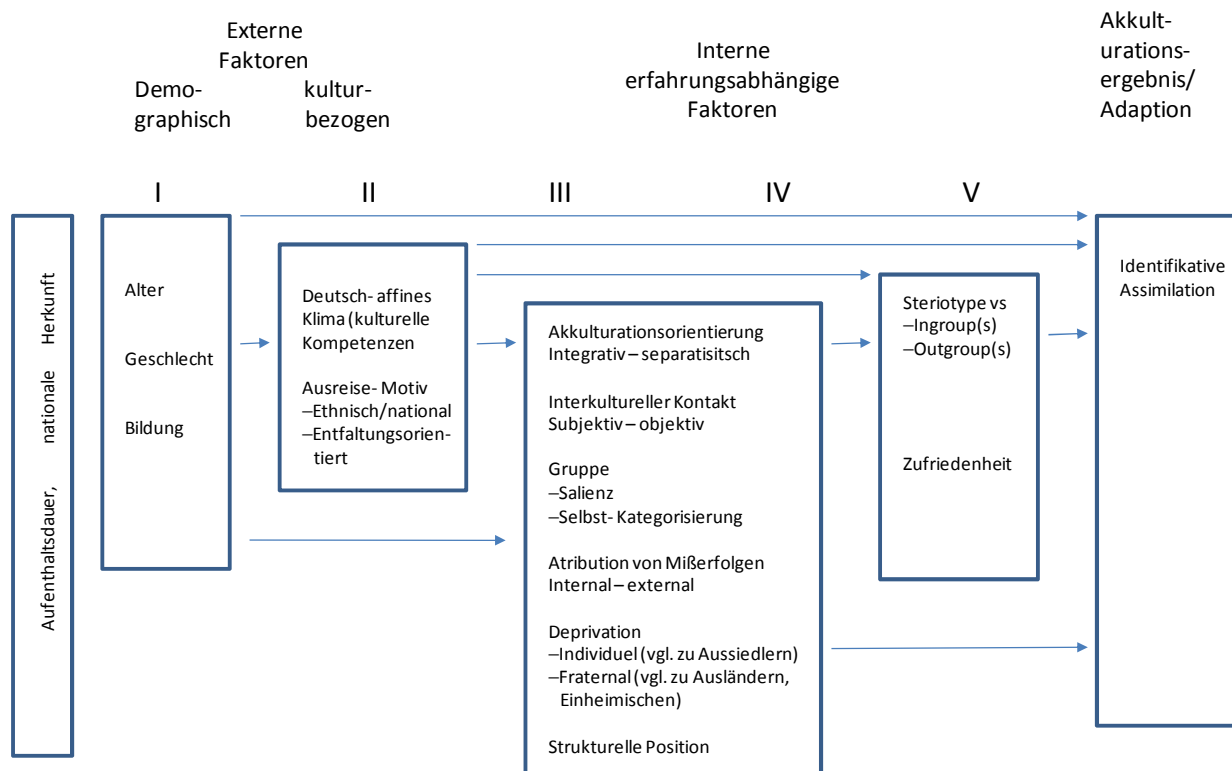 Externe
Faktoren
Demo-
graphisch
kultur-
bezogen
Interne
erfahrungsabhängige
Faktoren
Akkult-
urations-
ergebnis/
Adaption
I
II
III
IV
V
Aufenthaltsdauer, nationale Herkunft
Alter
Geschlecht
Bildung
Deutsch- affines
Klima (kulturelle
Kompetenzen
Ausreise- Motiv
–Ethnisch/national
–Entfaltungsorien-
tiert
Akkulturationsorientierung
Integrativ – separatisitsch
Interkultureller Kontakt
Subjektiv – objektiv
Gruppe
–Salienz
–Selbst- Kategorisierung
Atribution von Mißerfolgen
Internal – external
Deprivation
–Individuel (vgl. zu Aussiedlern)
–Fraternal (vgl. zu Ausländern,
Einheimischen)
Strukturelle Position
Steriotype vs
–Ingroup(s)
–Outgroup(s)
Zufriedenheit
Identifikative
Assimilation